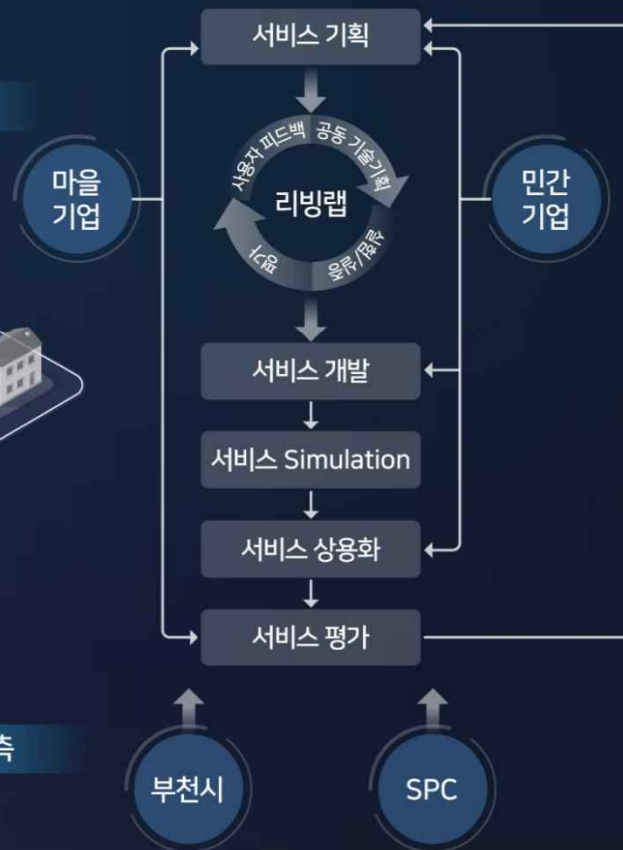 서비스 기획
사용자 피드백
공동 기술기획
리빙랩
평가
실험/실증
마을
기업
민간
기업
서비스 개발
서비스 Simulation
서비스 상용화
서비스 평가
측
부천시
SPC